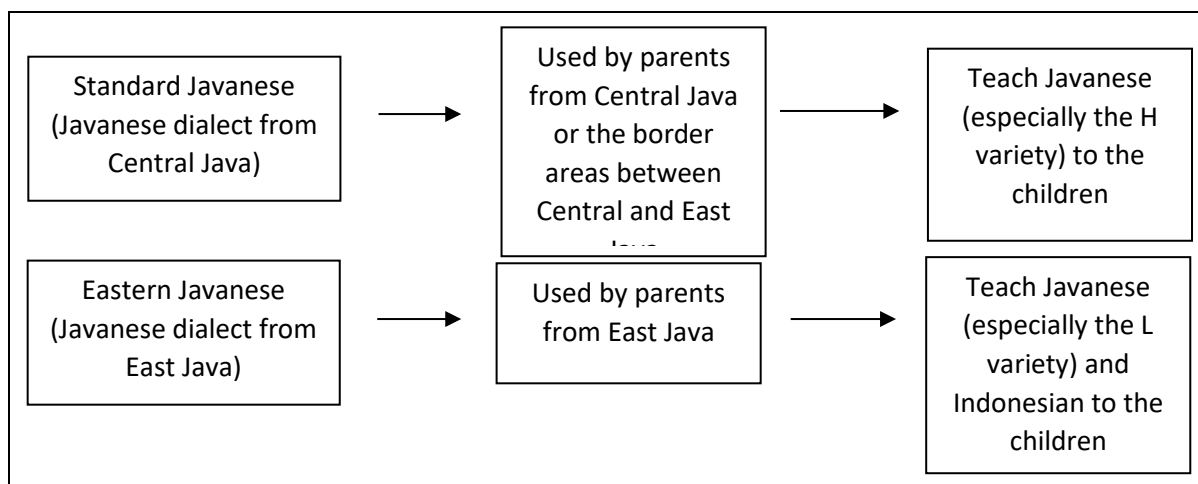 Standard Javanese
(Javanese dialect from
Central Java)
Used by parents
from Central Java
or the border
areas between
Central and East
Java
Teach Javanese
(especially the H
variety) to the
children
Eastern Javanese
(Javanese dialect from
East Java)
Used by parents
from East Java
Teach Javanese
(especially the L
variety) and
Indonesian to the
children